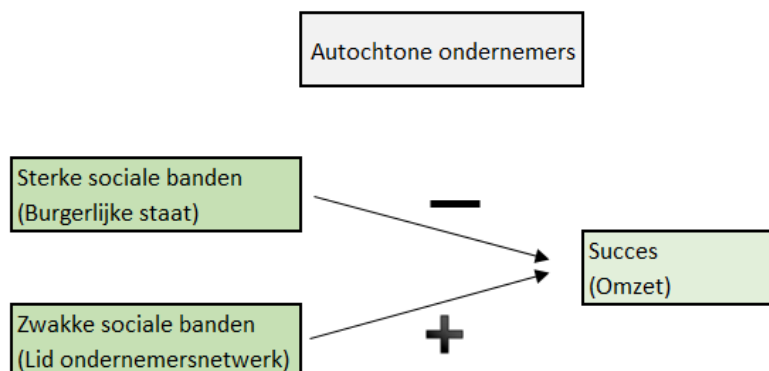 Autochtone ondernemers
Sterke sociale banden
(Burgerlijke staat)
Succes
(Omzet)
Zwakke sociale banden
(Lid ondernemersnetwerk)